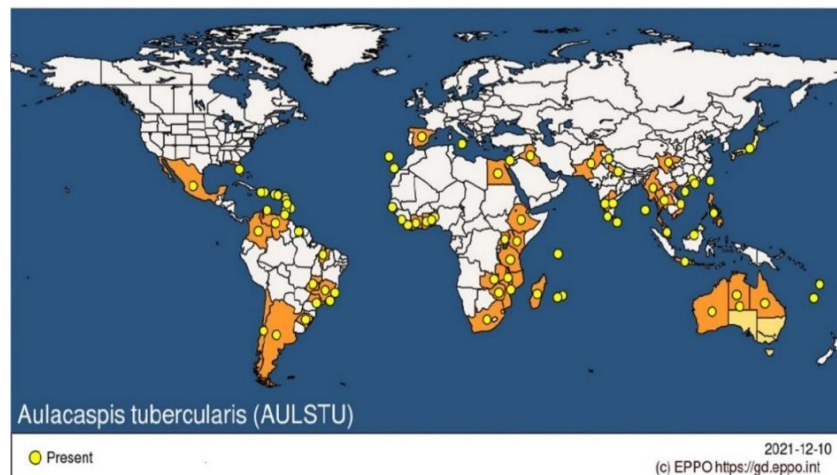 Aulacaspis tubercularis (AULSTU)
Present
2021-12-10
(c) EPPO https://gd.eppo.int